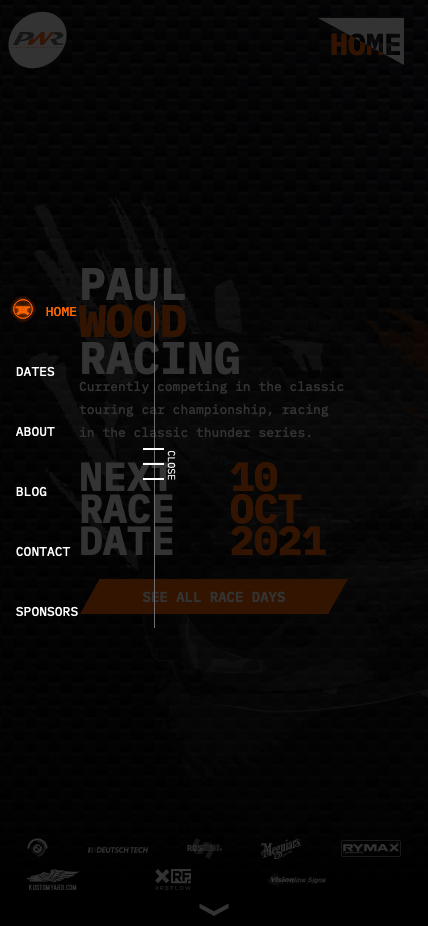 PWR
HOME
PAUL
WOOD
RACING
Currently competing in the classic
touring car championship, racing
in the classic thunder series.
HOME
DATES
ABOUT
BLOG
CONTACT
SPONSORS
CLOSE
NEXT
RACE
DATE
10
OCT
2021
SEE ALL RACE DAYS
DEUTSCH TECH
Meguiar's
RYMAX
KUSTOMYARD.COM
XRF
XREFLOW
Visionline Signs